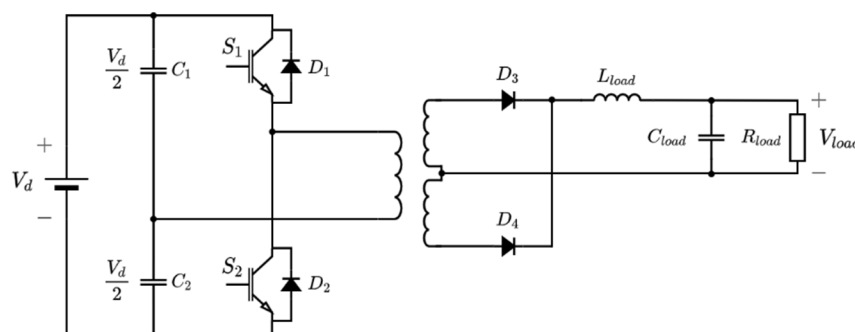 S_1
V_d/2 C_1 D_1
D_3 L_load
+
C_load R_load V_load
−
+
V_d
−
D_4
S_2
V_d/2 C_2 D_2